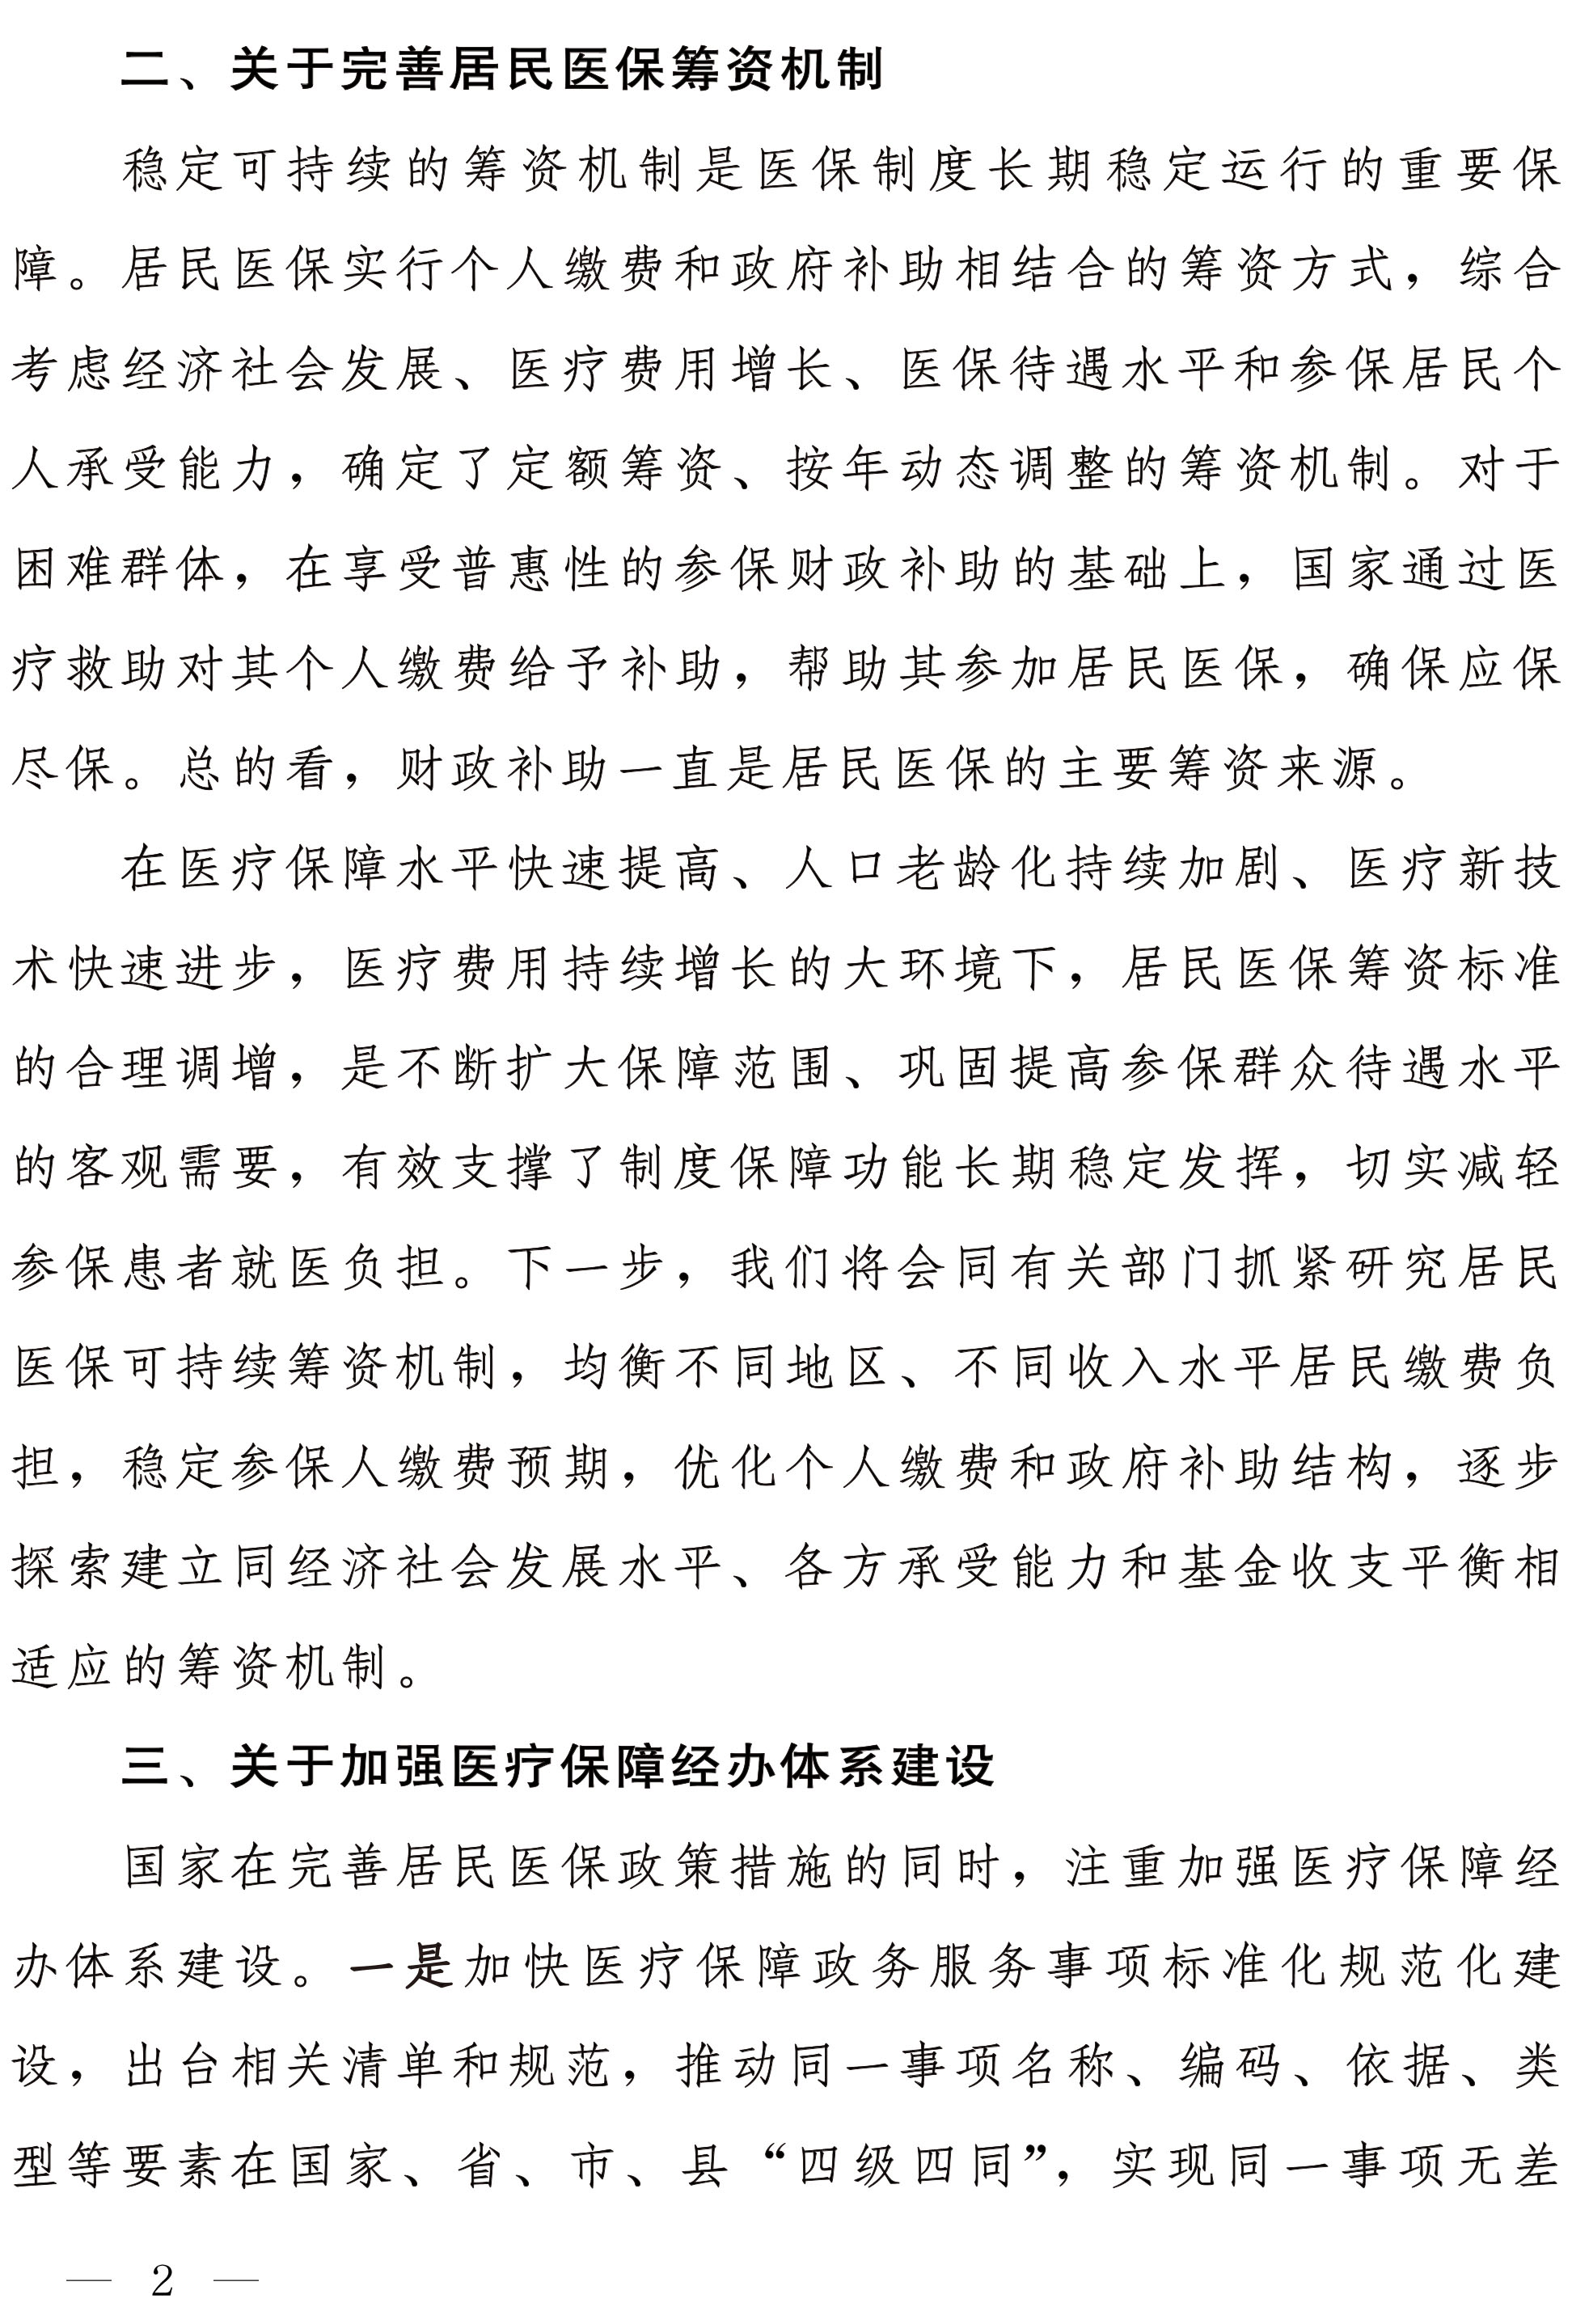 二、关于完善居民医保筹资机制
稳定可持续的筹资机制是医保制度长期稳定运行的重要保
障。居民医保实行个人缴费和政府补助相结合的筹资方式，综合
考虑经济社会发展、医疗费用增长、医保待遇水平和参保居民个
人承受能力，确定了定额筹资、按年动态调整的筹资机制。对于
困难群体，在享受普惠性的参保财政补助的基础上，国家通过医
疗救助对其个人缴费给予补助，帮助其参加居民医保，确保应保
尽保。总的看，财政补助一直是居民医保的主要筹资来源。
在医疗保障水平快速提高、人口老龄化持续加剧、医疗新技
术快速进步，医疗费用持续增长的大环境下，居民医保筹资标准
的合理调增，是不断扩大保障范围、巩固提高参保群众待遇水平
的客观需要，有效支撑了制度保障功能长期稳定发挥，切实减轻
参保患者就医负担。下一步，我们将会同有关部门抓紧研究居民
医保可持续筹资机制，均衡不同地区、不同收入水平居民缴费负
担，稳定参保人缴费预期，优化个人缴费和政府补助结构，逐步
探索建立同经济社会发展水平、各方承受能力和基金收支平衡相
适应的筹资机制。
三、关于加强医疗保障经办体系建设
国家在完善居民医保政策措施的同时，注重加强医疗保障经
办体系建设。一是加快医疗保障政务服务事项标准化规范化建
设，出台相关清单和规范，推动同一事项名称、编码、依据、类
型等要素在国家、省、市、县“四级四同”，实现同一事项无差
— 2 —